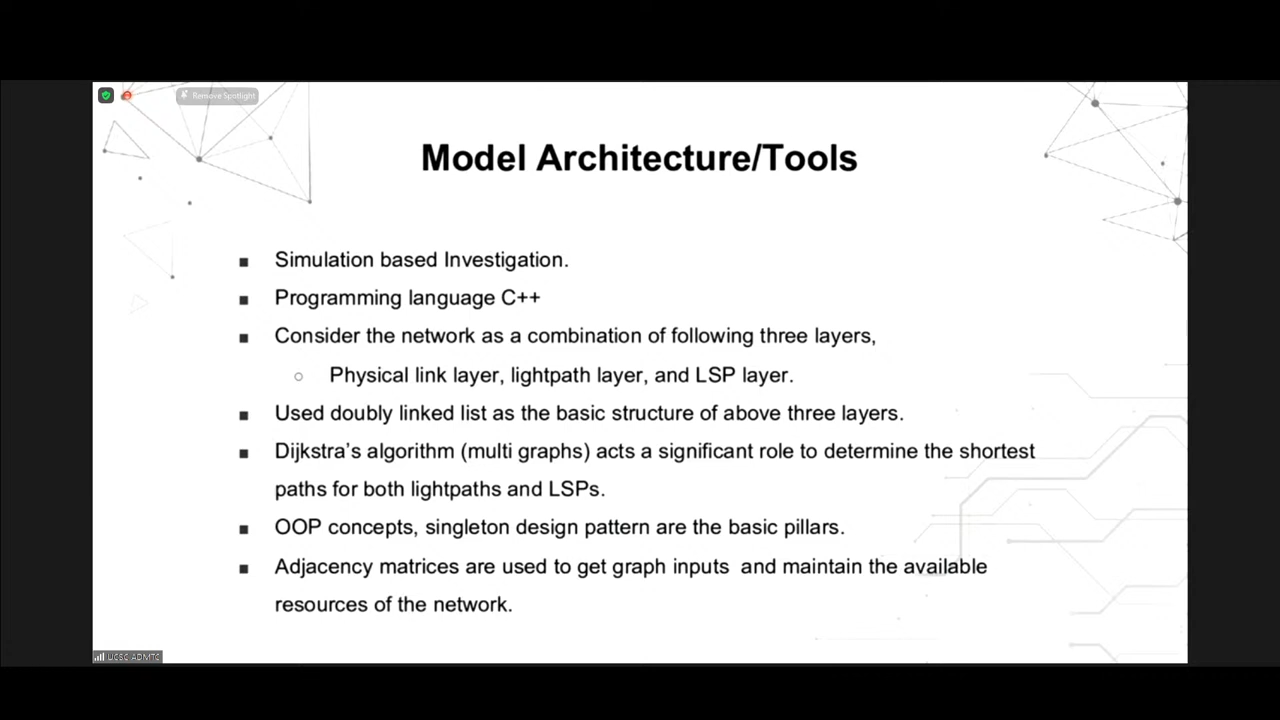 Remove Spotlight
Model Architecture/Tools
■ Simulation based Investigation.
■ Programming language C++
■ Consider the network as a combination of following three layers,
○ Physical link layer, lightpath layer, and LSP layer.
■ Used doubly linked list as the basic structure of above three layers.
■ Dijkstra's algorithm (multi graphs) acts a significant role to determine the shortest
paths for both lightpaths and LSPs.
■ OOP concepts, singleton design pattern are the basic pillars.
■ Adjacency matrices are used to get graph inputs and maintain the available
resources of the network.
UCSC ADMTC